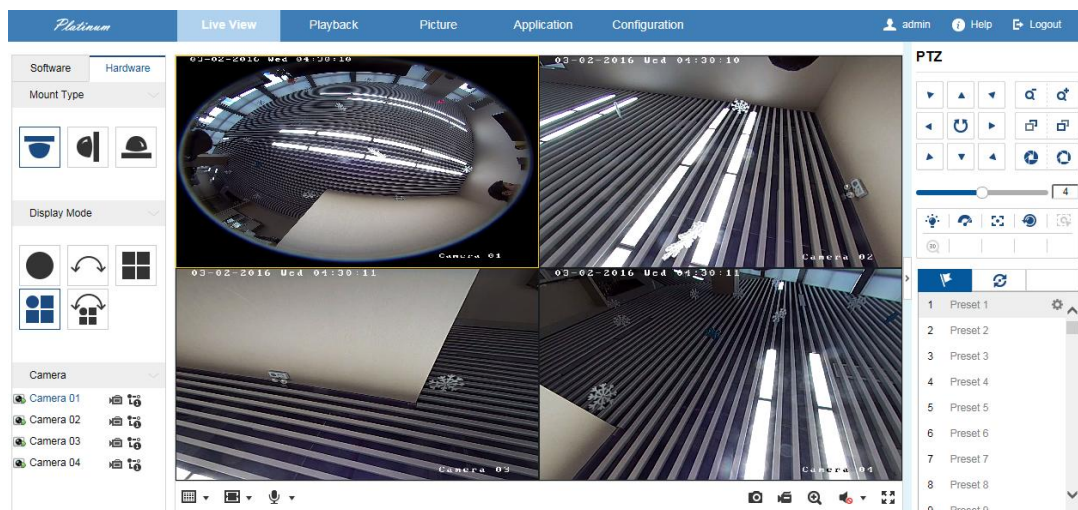 Platinum
Live View
Playback
Picture
Application
Configuration
admin
Help
Logout
Software
Hardware
Mount Type
Display Mode
Camera
Camera 01
Camera 02
Camera 03
Camera 04
03-02-2016 Wed 04:30:10
Camera 01
03-02-2016 Wed 04:30:10
Camera 02
03-02-2016 Wed 04:30:11
Camera 03
03-02-2016 Wed 04:30:11
Camera 04
PTZ
4
3D
1 Preset 1
2 Preset 2
3 Preset 3
4 Preset 4
5 Preset 5
6 Preset 6
7 Preset 7
8 Preset 8
9 Preset 9